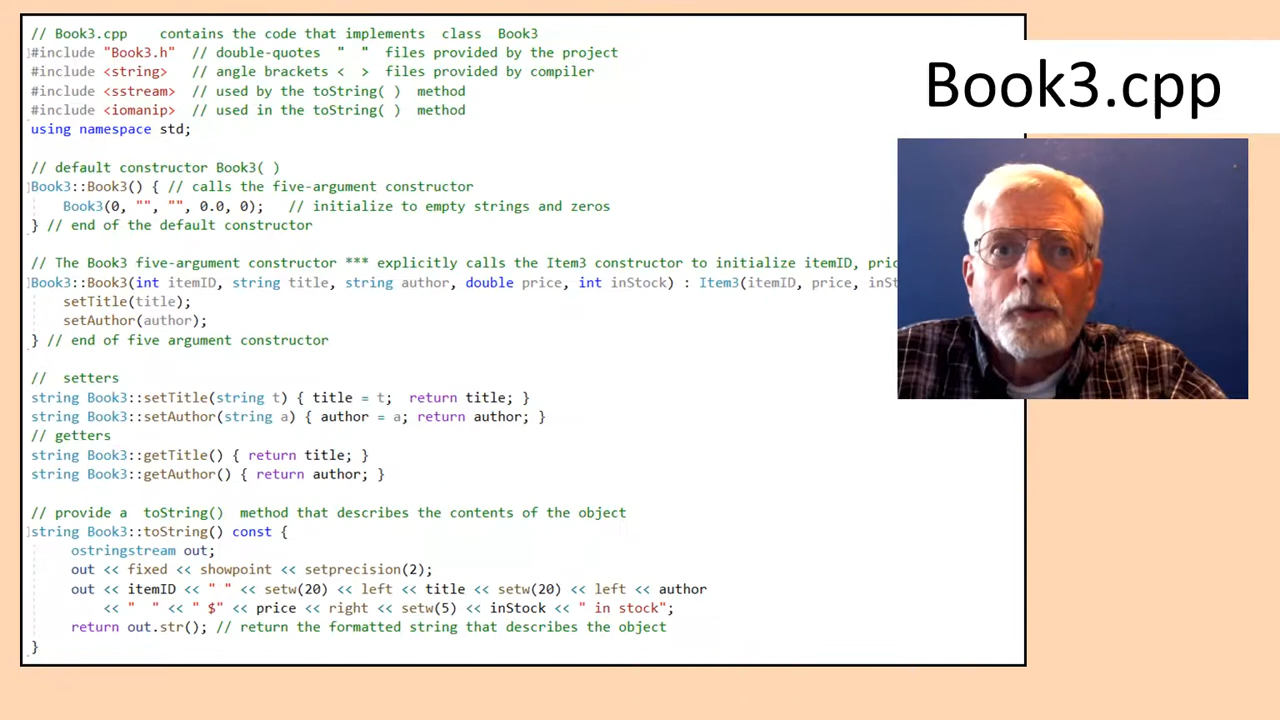 // Book3.cpp    contains the code that implements  class  Book3
#include "Book3.h"  // double-quotes  "  "  files provided by the project
#include <string>   // angle brackets <  >  files provided by compiler
#include <sstream>  // used by the toString( )  method
#include <iomanip>  // used in the toString( )  method
using namespace std;
// default constructor Book3( )
Book3::Book3() { // calls the five-argument constructor
    Book3(0, "", "", 0.0, 0);   // initialize to empty strings and zeros
} // end of the default constructor
// The Book3 five-argument constructor *** explicitly calls the Item3 constructor to initialize itemID,
Book3::Book3(int itemID, string title, string author, double price, int inStock) : Item3(itemID, price,
    setTitle(title);
    setAuthor(author);
} // end of five argument constructor
//  setters
string Book3::setTitle(string t) { title = t;  return title; }
string Book3::setAuthor(string a) { author = a; return author; }
// getters
string Book3::getTitle() { return title; }
string Book3::getAuthor() { return author; }
// provide a  toString()  method that describes the contents of the object
string Book3::toString() const {
     ostringstream out;
     out << fixed << showpoint << setprecision(2);
     out << itemID << " " << setw(20) << left << title << setw(20) << left << author
         << "  " << " $" << price << right << setw(5) << inStock << " in stock";
     return out.str(); // return the formatted string that describes the object
}
Book3.cpp